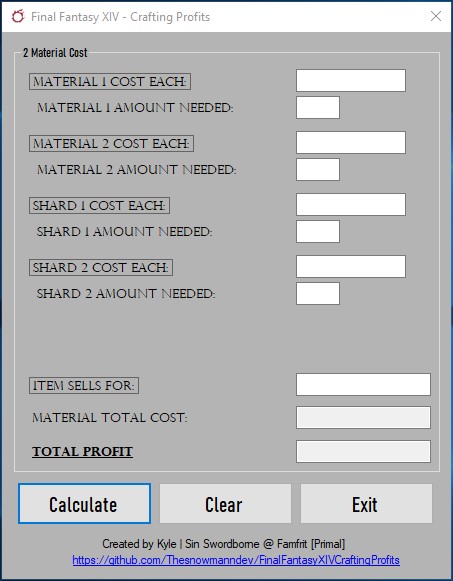 Final Fantasy XIV - Crafting Profits
2 Material Cost
MATERIAL 1 COST EACH:
MATERIAL 1 AMOUNT NEEDED:
MATERIAL 2 COST EACH:
MATERIAL 2 AMOUNT NEEDED:
SHARD 1 COST EACH:
SHARD 1 AMOUNT NEEDED:
SHARD 2 COST EACH:
SHARD 2 AMOUNT NEEDED:
ITEM SELLS FOR:
MATERIAL TOTAL COST:
TOTAL PROFIT
Calculate Clear Exit
Created by Kyle | Sin Swordborne @ Famfrit [Primal]
https://github.com/Thesnowmanndev/FinalFantasyXIVCraftingProfits